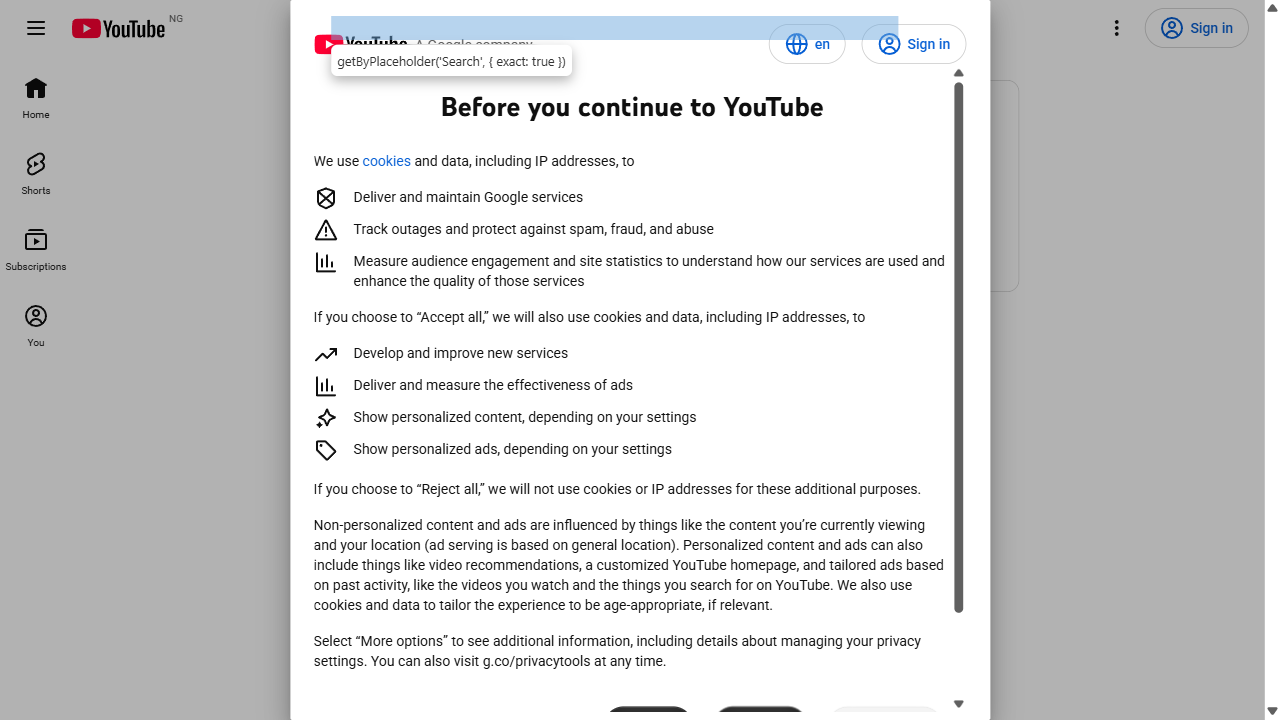 YouTube NG
Sign in
Home
Shorts
Subscriptions
You
YouTube A Google company
en
Sign in
getByPlaceholder('Search', { exact: true })
Before you continue to YouTube
We use cookies and data, including IP addresses, to
Deliver and maintain Google services
Track outages and protect against spam, fraud, and abuse
Measure audience engagement and site statistics to understand how our services are used and
enhance the quality of those services
If you choose to “Accept all,” we will also use cookies and data, including IP addresses, to
Develop and improve new services
Deliver and measure the effectiveness of ads
Show personalized content, depending on your settings
Show personalized ads, depending on your settings
If you choose to “Reject all,” we will not use cookies or IP addresses for these additional purposes.
Non-personalized content and ads are influenced by things like the content you’re currently viewing
and your location (ad serving is based on general location). Personalized content and ads can also
include things like video recommendations, a customized YouTube homepage, and tailored ads based
on past activity, like the videos you watch and the things you search for on YouTube. We also use
cookies and data to tailor the experience to be age-appropriate, if relevant.
Select “More options” to see additional information, including details about managing your privacy
settings. You can also visit g.co/privacytools at any time.